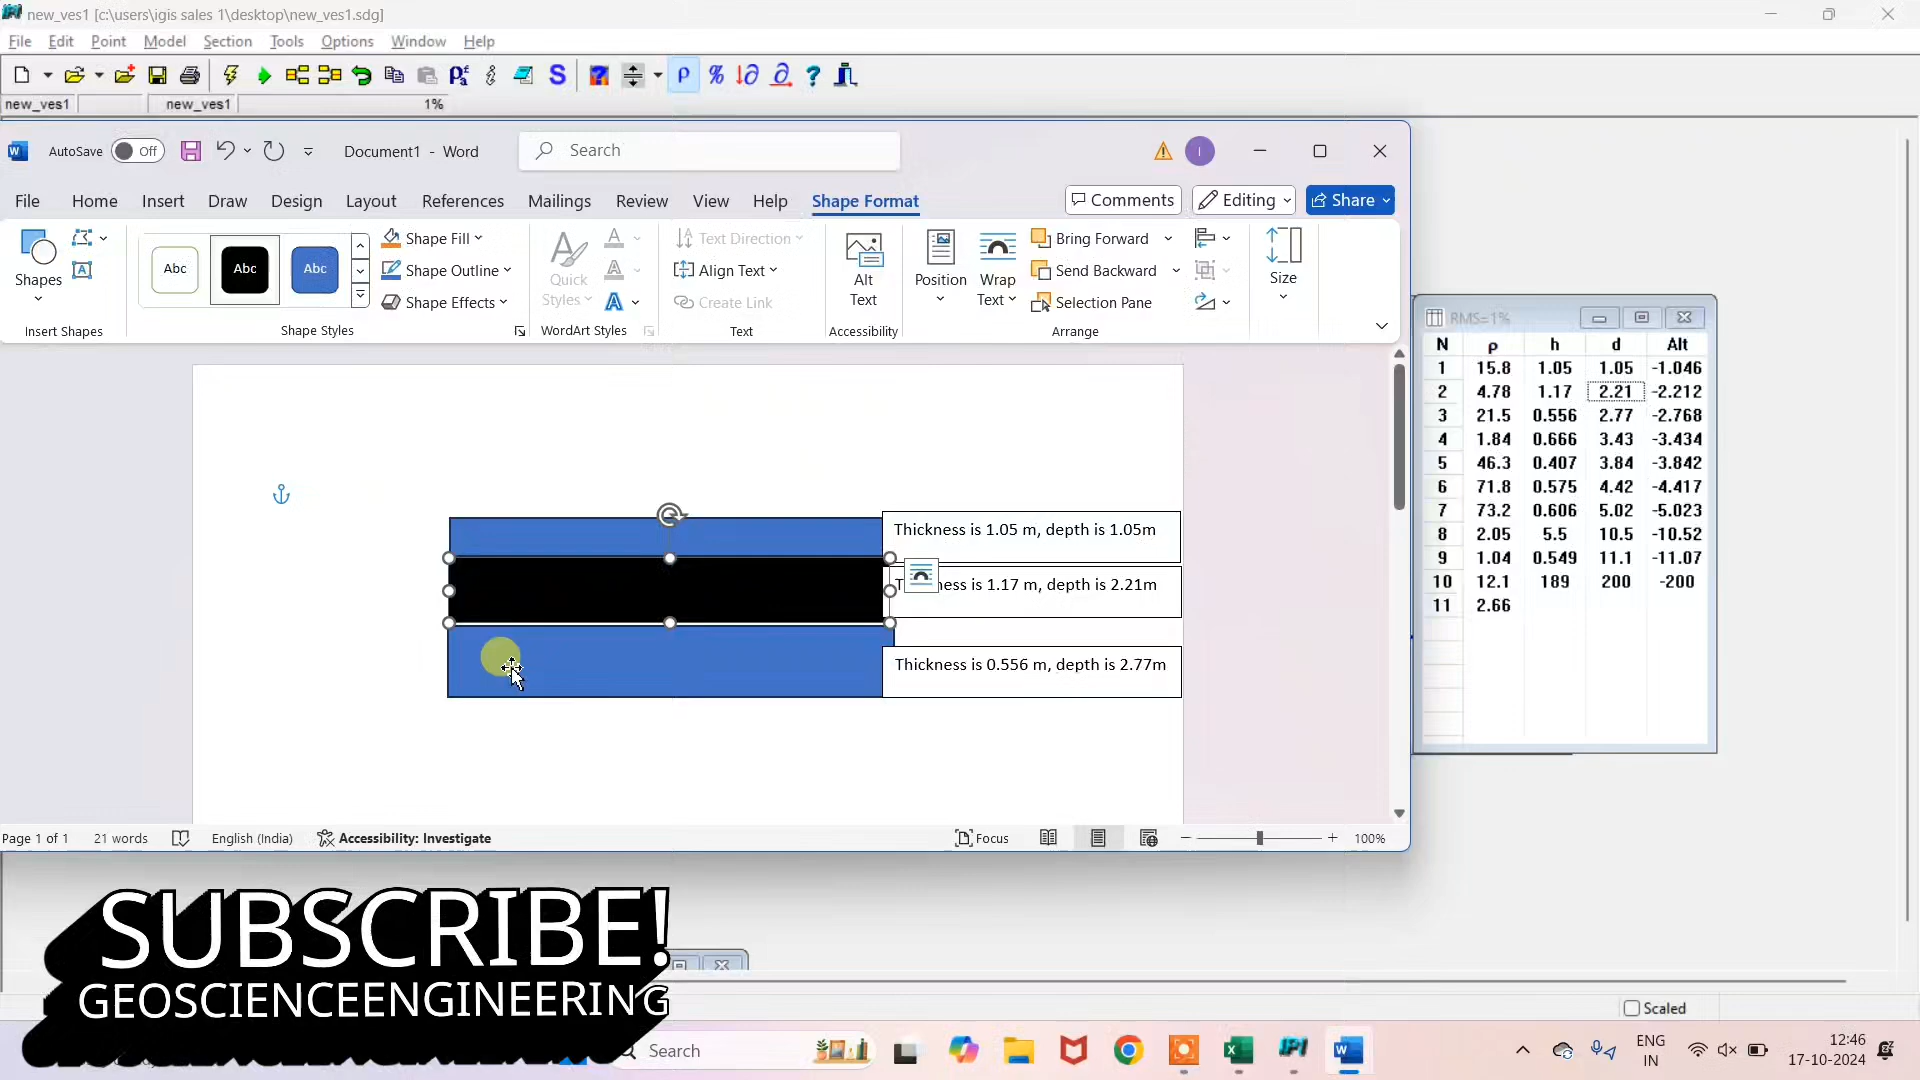 new_ves1 [c:\users\igis sales 1\desktop\new_ves1.sdg]
File Edit Point Model Section Tools Options Window Help
new_ves1 new_ves1 1%
AutoSave Off Document1 - Word Search
File Home Insert Draw Design Layout References Mailings Review View Help Shape Format Comments Editing Share
Shapes Abc Abc Abc Shape Fill Shape Outline Shape Effects Quick Styles Text Direction Align Text Create Link Alt Text Position Wrap Text Bring Forward Send Backward Selection Pane Size
Insert Shapes Shape Styles WordArt Styles Text Accessibility Arrange
Thickness is 1.05 m, depth is 1.05m
ness is 1.17 m, depth is 2.21m
Thickness is 0.556 m, depth is 2.77m
RMS=1%
N ρ h d Alt
1 15.8 1.05 1.05 -1.046
2 4.78 1.17 2.21 -2.212
3 21.5 0.556 2.77 -2.768
4 1.84 0.666 3.43 -3.434
5 46.3 0.407 3.84 -3.842
6 71.8 0.575 4.42 -4.417
7 73.2 0.606 5.02 -5.023
8 2.05 5.5 10.5 -10.52
9 1.04 0.549 11.1 -11.07
10 12.1 189 200 -200
11 2.66
Page 1 of 1 21 words English (India) Accessibility: Investigate Focus 100%
SUBSCRIBE!
GEOSCIENCEENGINEERING
Scaled
Search
ENG
IN
12:46
17-10-2024